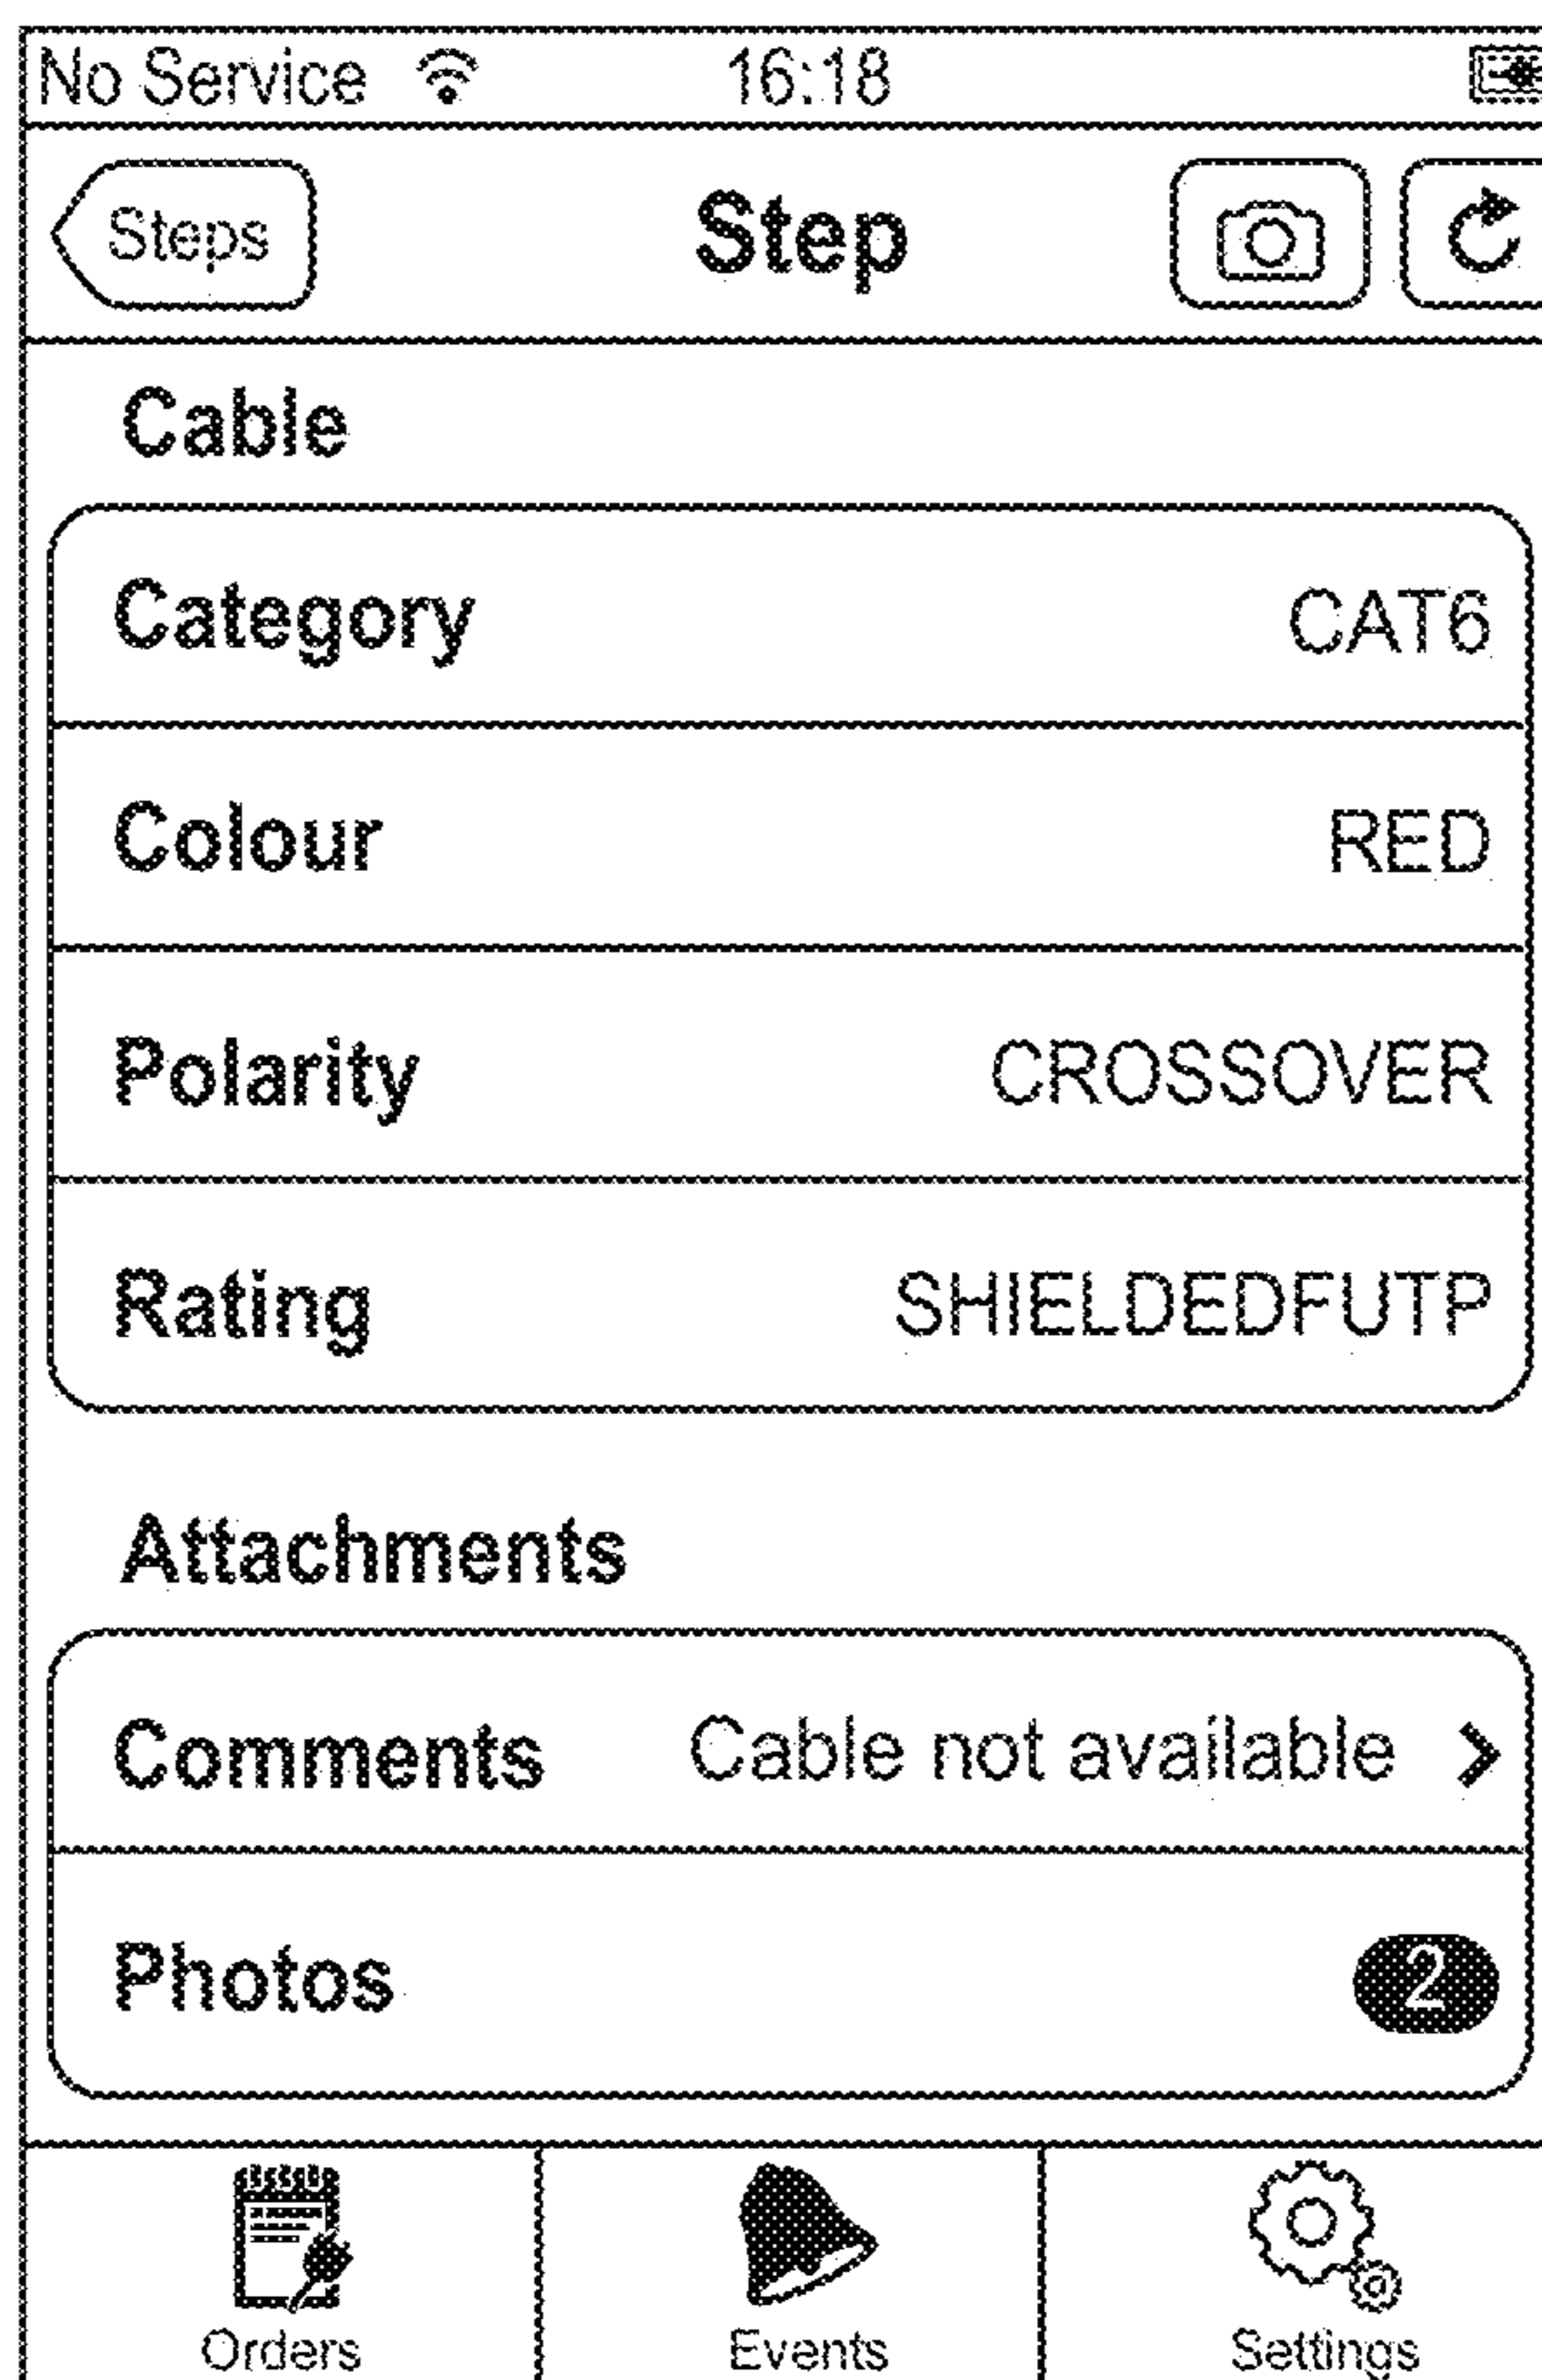 No Service 16:18
Steps Step
Cable
Category CAT6
Colour RED
Polarity CROSSOVER
Rating SHIELDEDFUTP
Attachments
Comments Cable not available >
Photos 2
Orders Events Settings